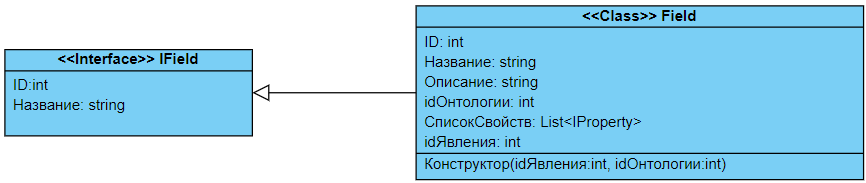 <<Interface>> IField
ID:int
Название: string
<<Class>> Field
ID: int
Название: string
Описание: string
idОнтологии: int
СписокСвойств: List<IProperty>
idЯвления: int
Конструктор(idЯвления:int, idОнтологии:int)